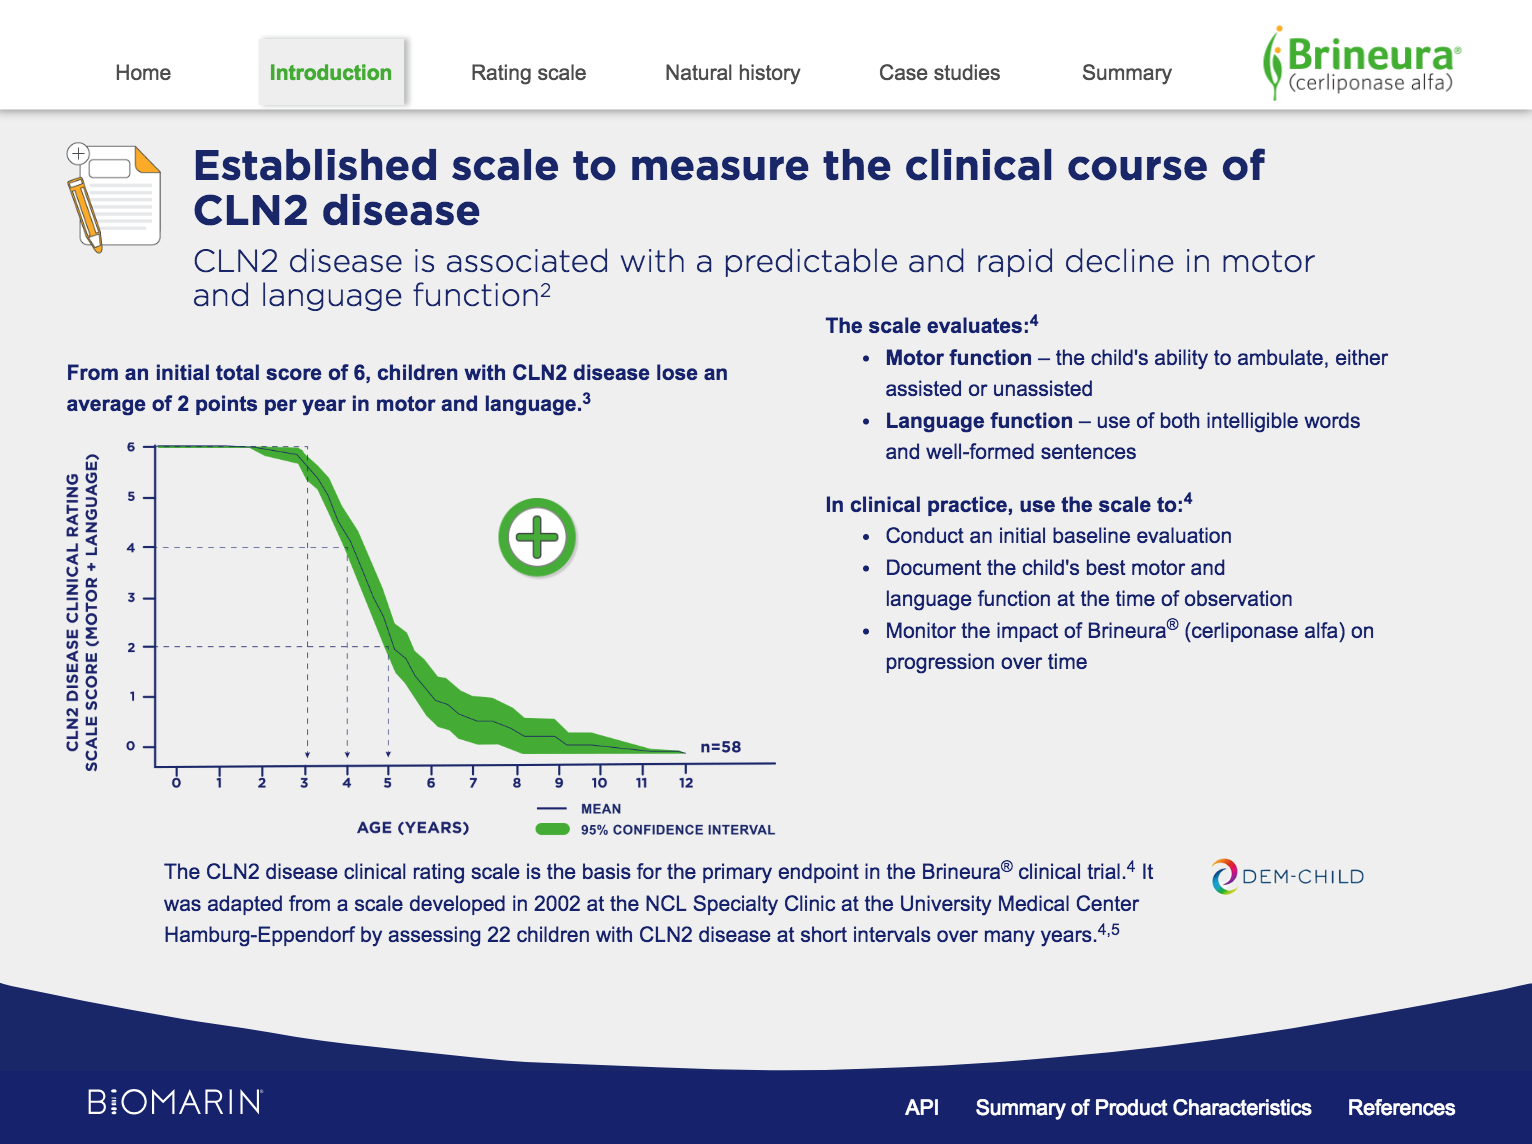 Home
Introduction
Rating scale
Natural history
Case studies
Summary
Brineura®
(cerliponase alfa)
Established scale to measure the clinical course of
CLN2 disease
CLN2 disease is associated with a predictable and rapid decline in motor
and language function²
From an initial total score of 6, children with CLN2 disease lose an
average of 2 points per year in motor and language.³
CLN2 DISEASE CLINICAL RATING
SCALE SCORE (MOTOR + LANGUAGE)
6
5
4
3
2
1
0
0 1 2 3 4 5 6 7 8 9 10 11 12
n=58
AGE (YEARS)
MEAN
95% CONFIDENCE INTERVAL
The scale evaluates:⁴
• Motor function – the child's ability to ambulate, either
assisted or unassisted
• Language function – use of both intelligible words
and well-formed sentences
In clinical practice, use the scale to:⁴
• Conduct an initial baseline evaluation
• Document the child's best motor and
language function at the time of observation
• Monitor the impact of Brineura® (cerliponase alfa) on
progression over time
The CLN2 disease clinical rating scale is the basis for the primary endpoint in the Brineura® clinical trial.⁴ It
was adapted from a scale developed in 2002 at the NCL Specialty Clinic at the University Medical Center
Hamburg-Eppendorf by assessing 22 children with CLN2 disease at short intervals over many years.⁴,⁵
DEM-CHILD
BIOMARIN®
API
Summary of Product Characteristics
References